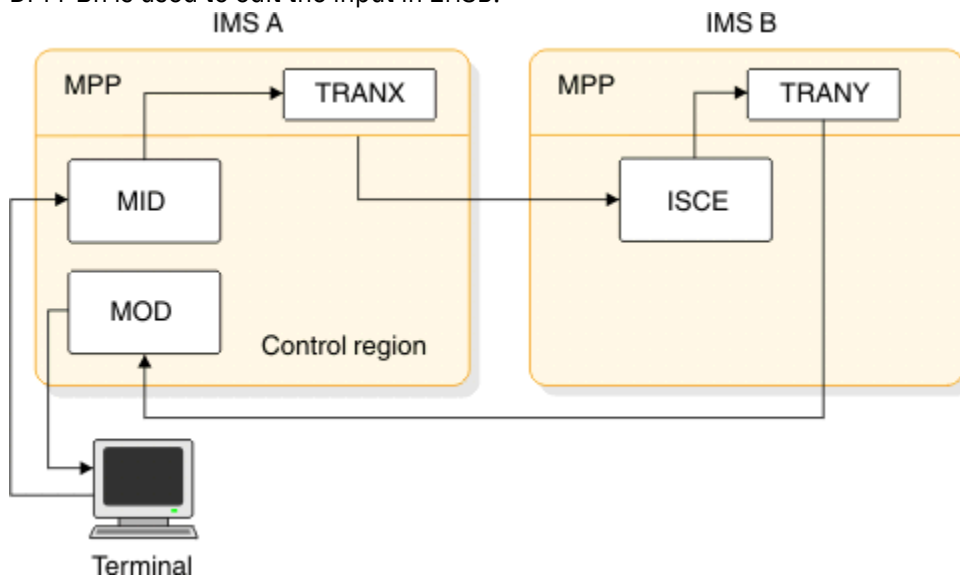 IMS A
IMS B
MPP
TRANX
MPP
TRANY
MID
ISCE
MOD
Control region
Terminal